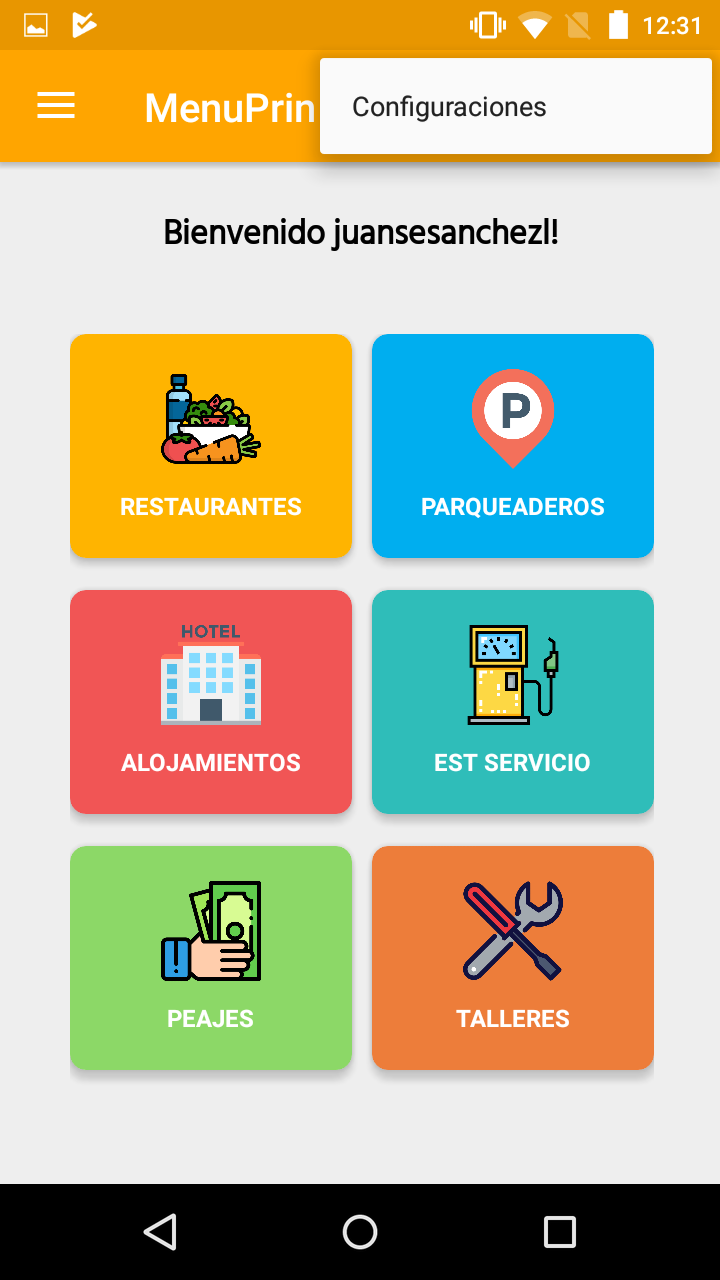 12:31
MenuPrin
Configuraciones
Bienvenido juansesanchezl!
P
RESTAURANTES
PARQUEADEROS
HOTEL
ALOJAMIENTOS
EST SERVICIO
PEAJES
TALLERES